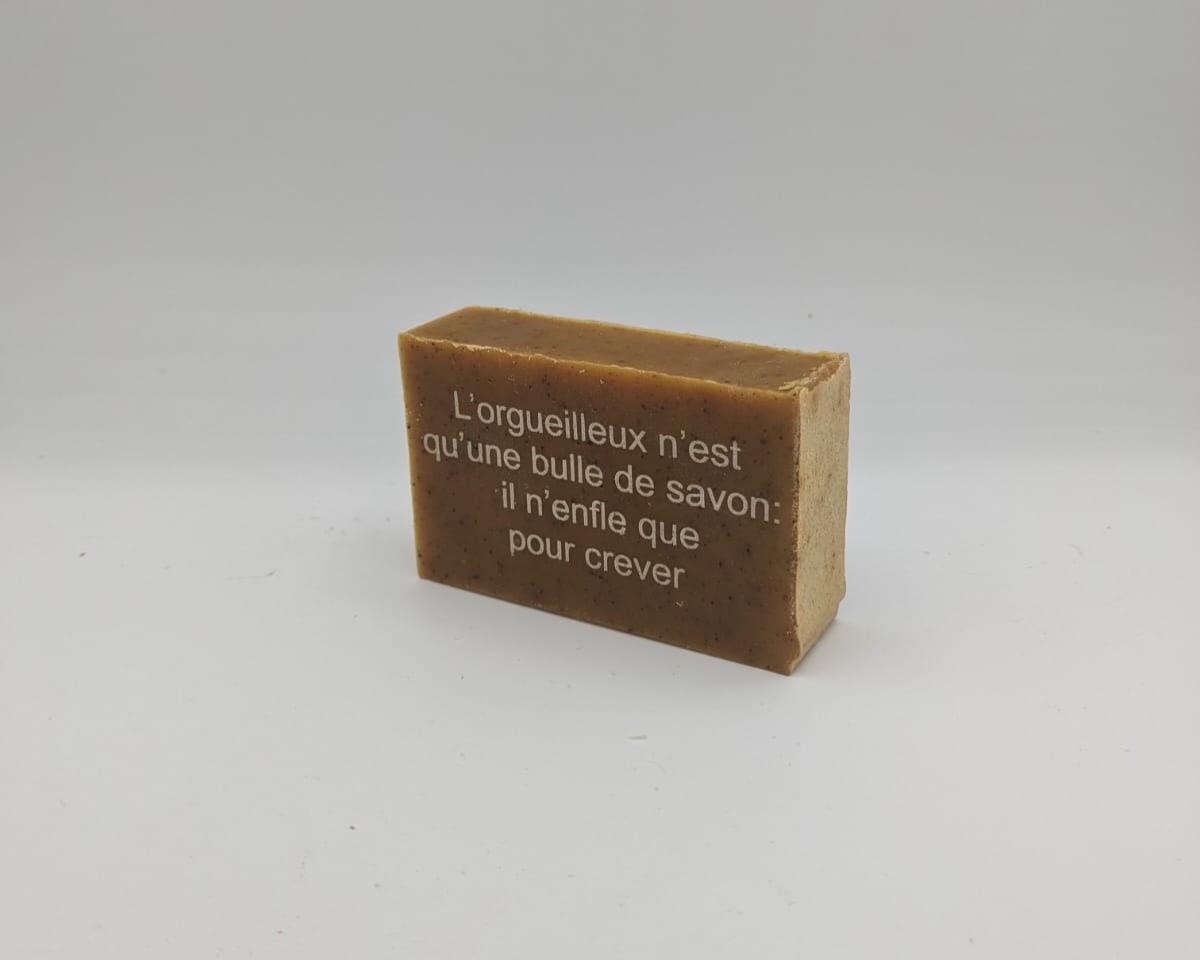 L’orgueilleux n’est
qu’une bulle de savon:
il n’enfle que
pour crever